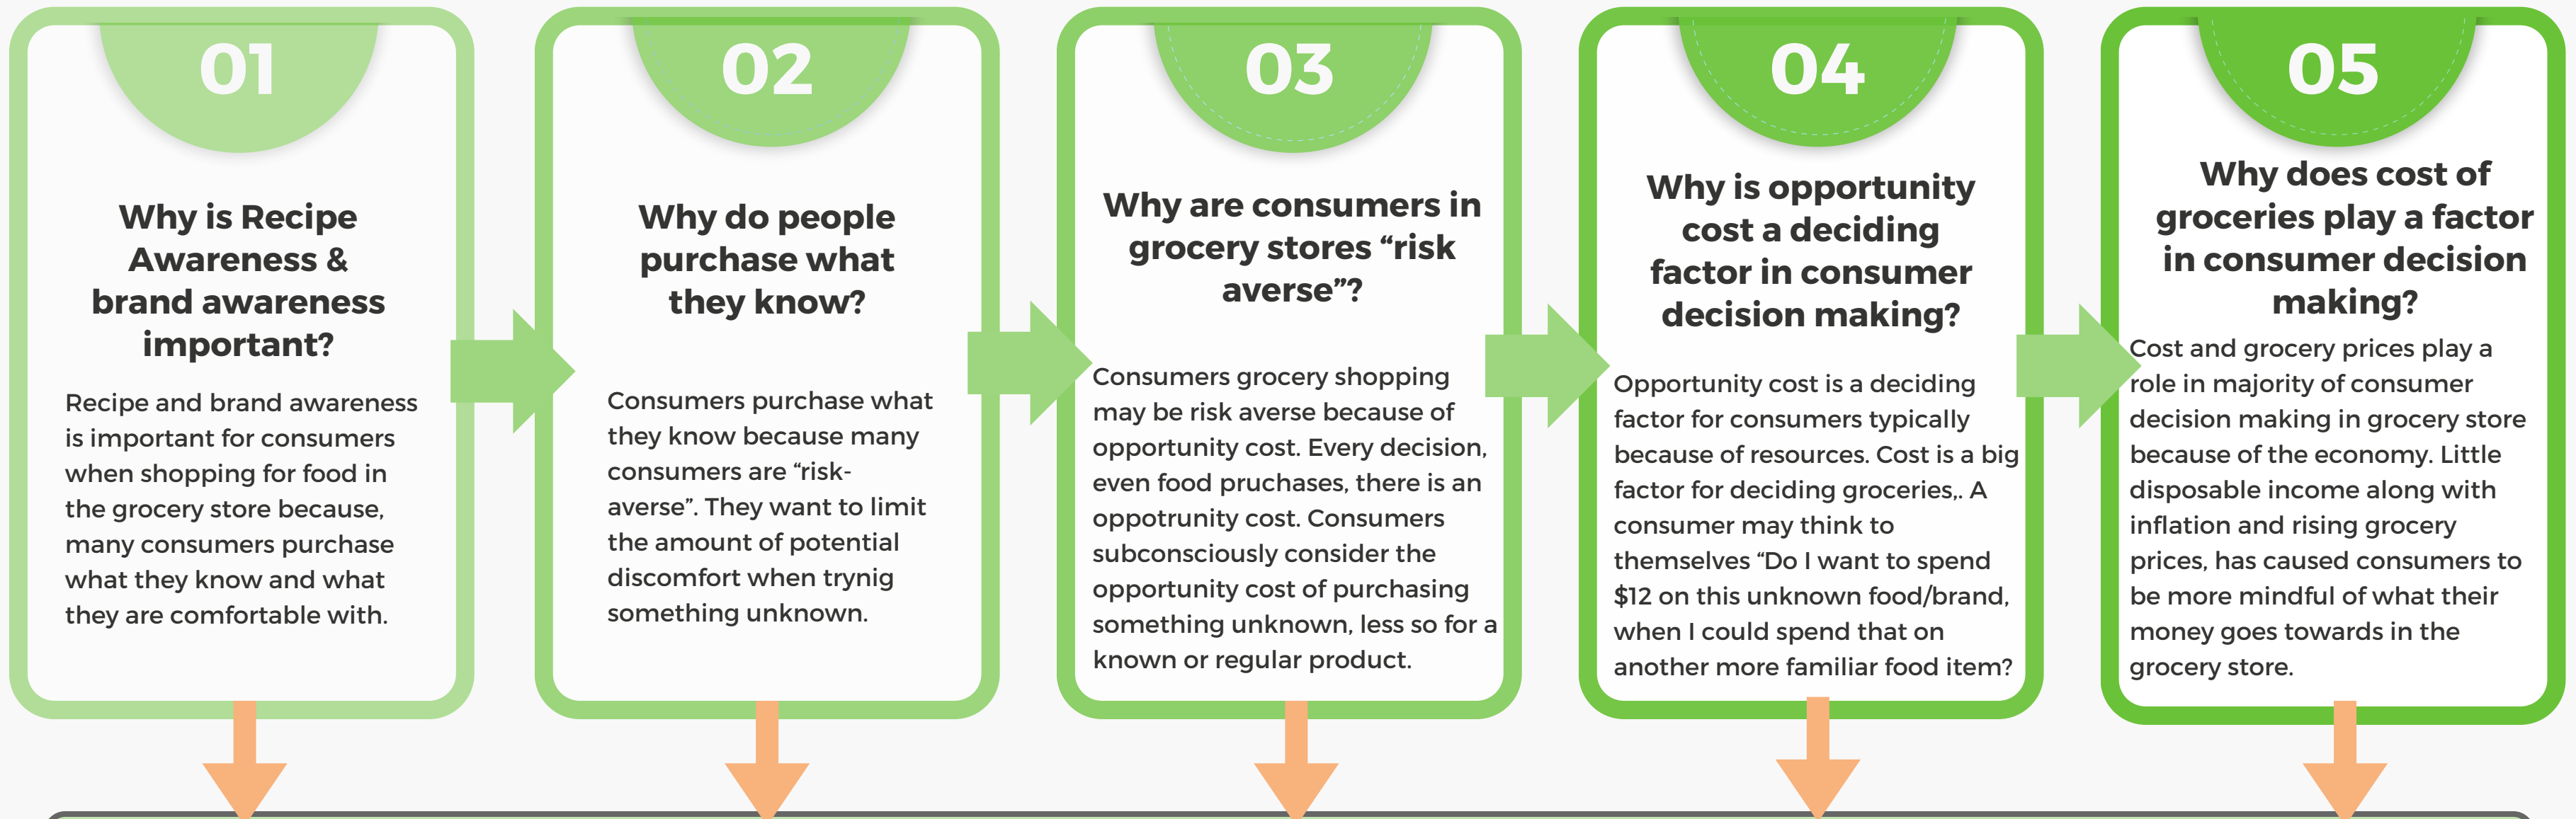 01
Why is Recipe
Awareness &
brand awareness
important?
Recipe and brand awareness
is important for consumers
when shopping for food in
the grocery store because,
many consumers purchase
what they know and what
they are comfortable with.
02
Why do people
purchase what
they know?
Consumers purchase what
they know because many
consumers are “risk-
averse”. They want to limit
the amount of potential
discomfort when trynig
something unknown.
03
Why are consumers in
grocery stores “risk
averse”?
Consumers grocery shopping
may be risk averse because of
opportunity cost. Every decision,
even food pruchases, there is an
oppotrunity cost. Consumers
subconsciously consider the
opportunity cost of purchasing
something unknown, less so for a
known or regular product.
04
Why is opportunity
cost a deciding
factor in consumer
decision making?
Opportunity cost is a deciding
factor for consumers typically
because of resources. Cost is a big
factor for deciding groceries,. A
consumer may think to
themselves “Do I want to spend
$12 on this unknown food/brand,
when I could spend that on
another more familiar food item?
05
Why does cost of
groceries play a factor
in consumer decision
making?
Cost and grocery prices play a
role in majority of consumer
decision making in grocery store
because of the economy. Little
disposable income along with
inflation and rising grocery
prices, has caused consumers to
be more mindful of what their
money goes towards in the
grocery store.